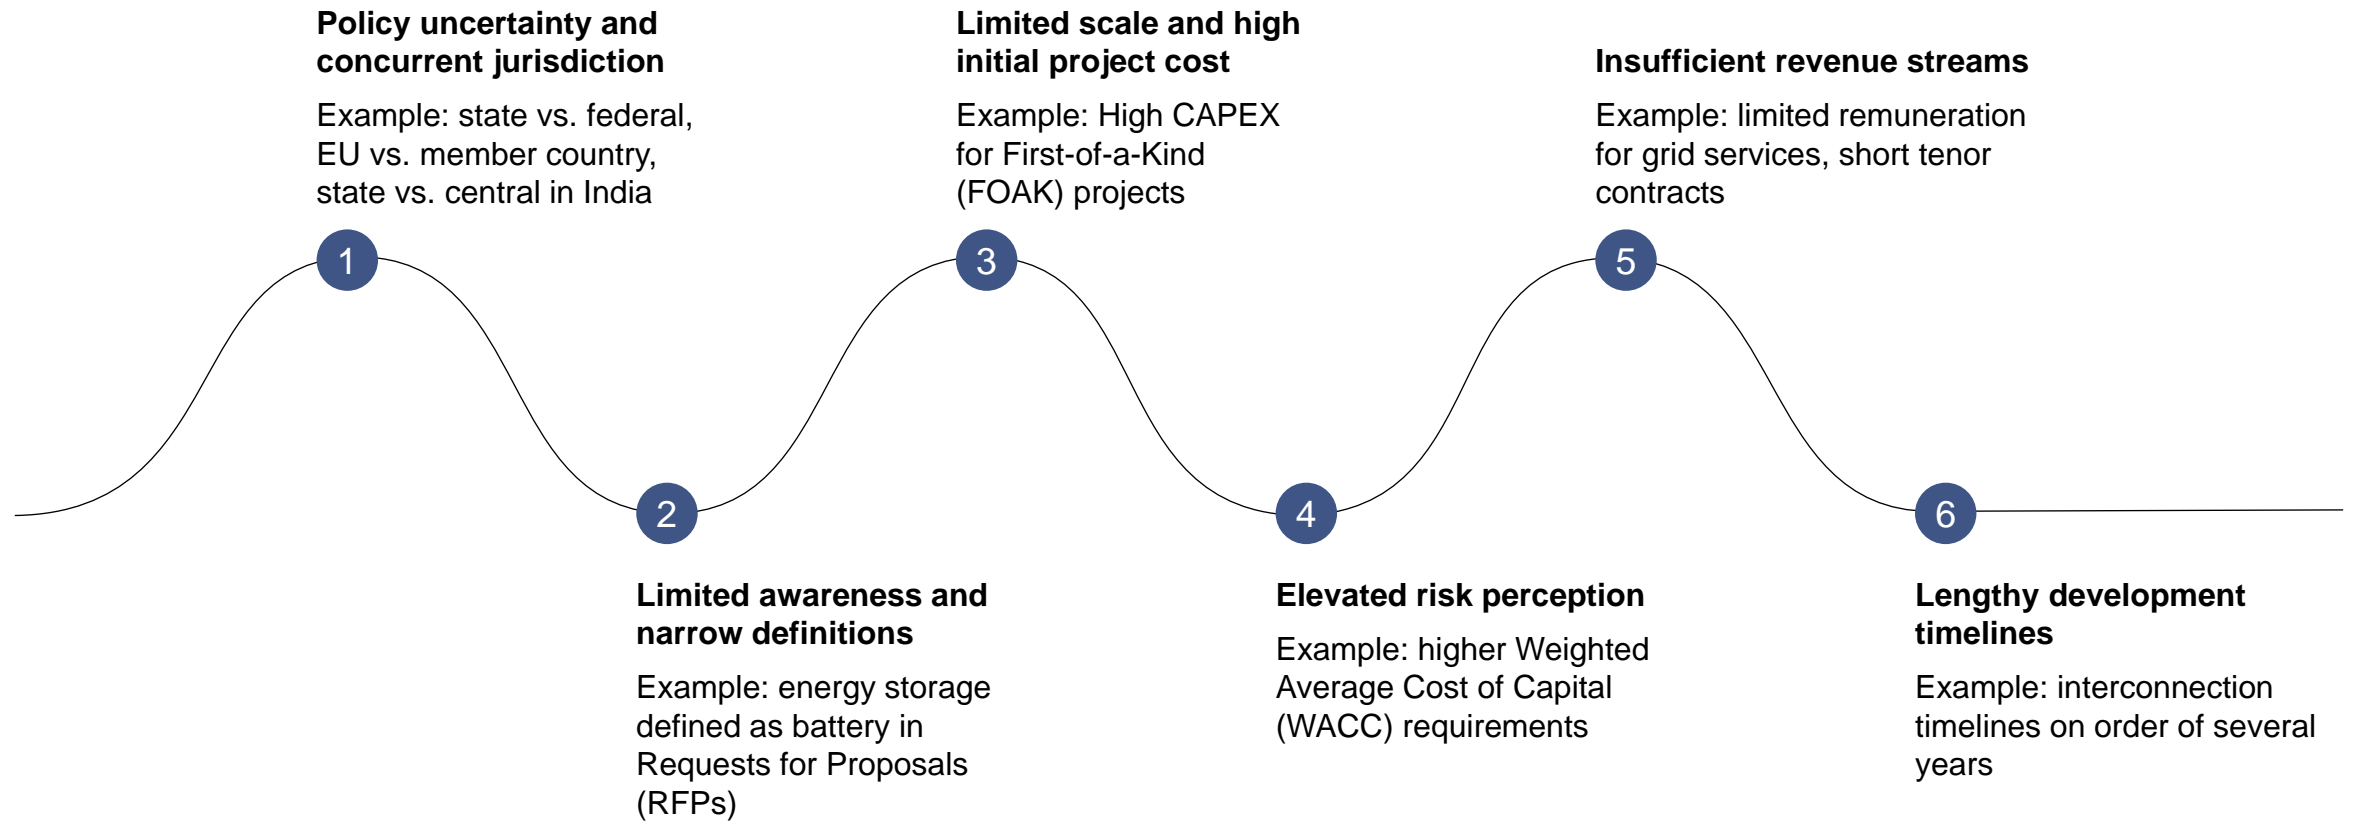 Policy uncertainty and
concurrent jurisdiction
Example: state vs. federal,
EU vs. member country,
state vs. central in India
1
Limited awareness and
narrow definitions
Example: energy storage
defined as battery in
Requests for Proposals
(RFPs)
2
Limited scale and high
initial project cost
Example: High CAPEX
for First-of-a-Kind
(FOAK) projects
3
Elevated risk perception
Example: higher Weighted
Average Cost of Capital
(WACC) requirements
4
Insufficient revenue streams
Example: limited remuneration
for grid services, short tenor
contracts
5
Lengthy development
timelines
Example: interconnection
timelines on order of several
years
6